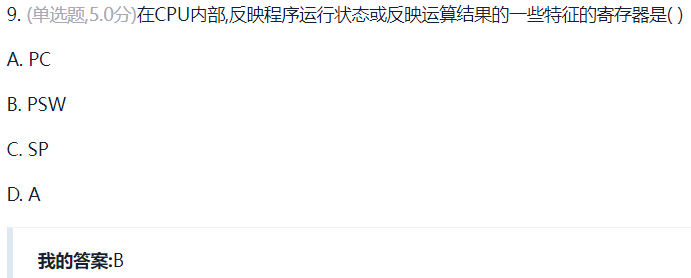 9. (单选题,5.0分)在CPU内部,反映程序运行状态或反映运算结果的一些特征的寄存器是( )
A. PC
B. PSW
C. SP
D. A
我的答案:B